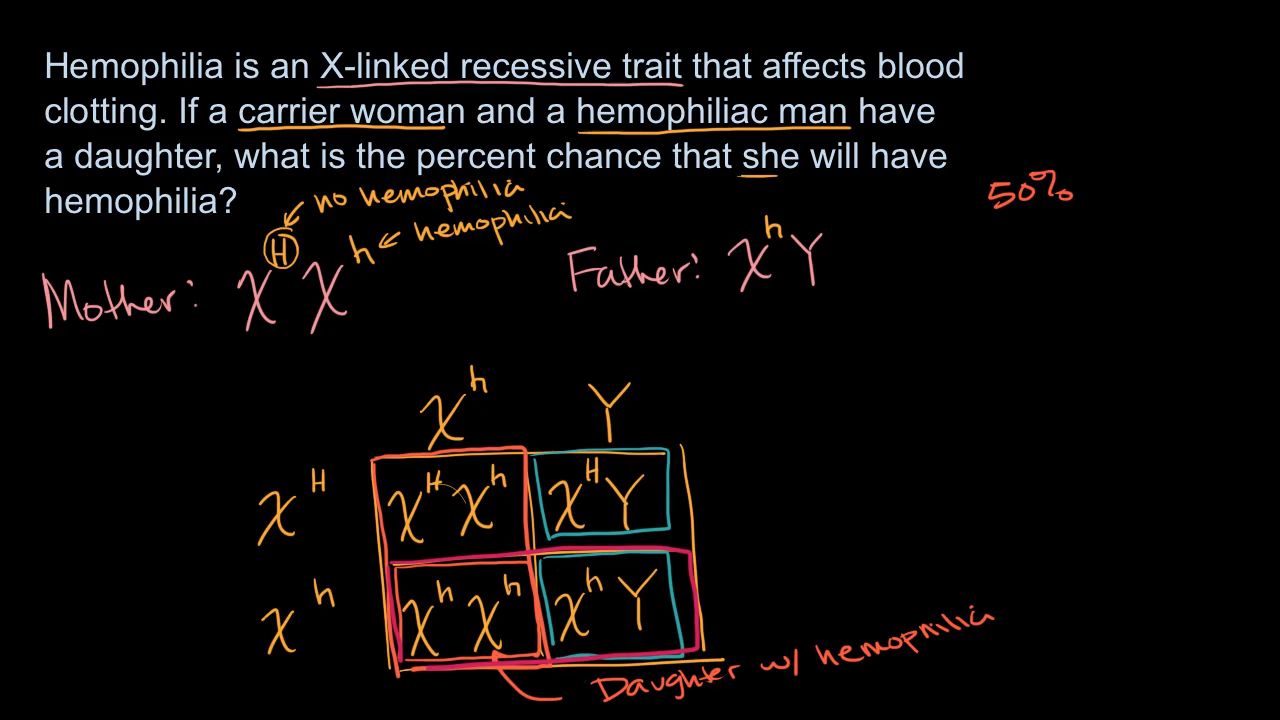 Hemophilia is an X-linked recessive trait that affects blood
clotting. If a carrier woman and a hemophiliac man have
a daughter, what is the percent chance that she will have
hemophilia?
50%
H ← no hemophilia
h ← hemophilia
Mother: X^H X^h
Father: X^h Y
X^h Y
X^H X^H X^h X^H Y
X^h X^h X^h X^h Y
Daughter w/ hemophilia